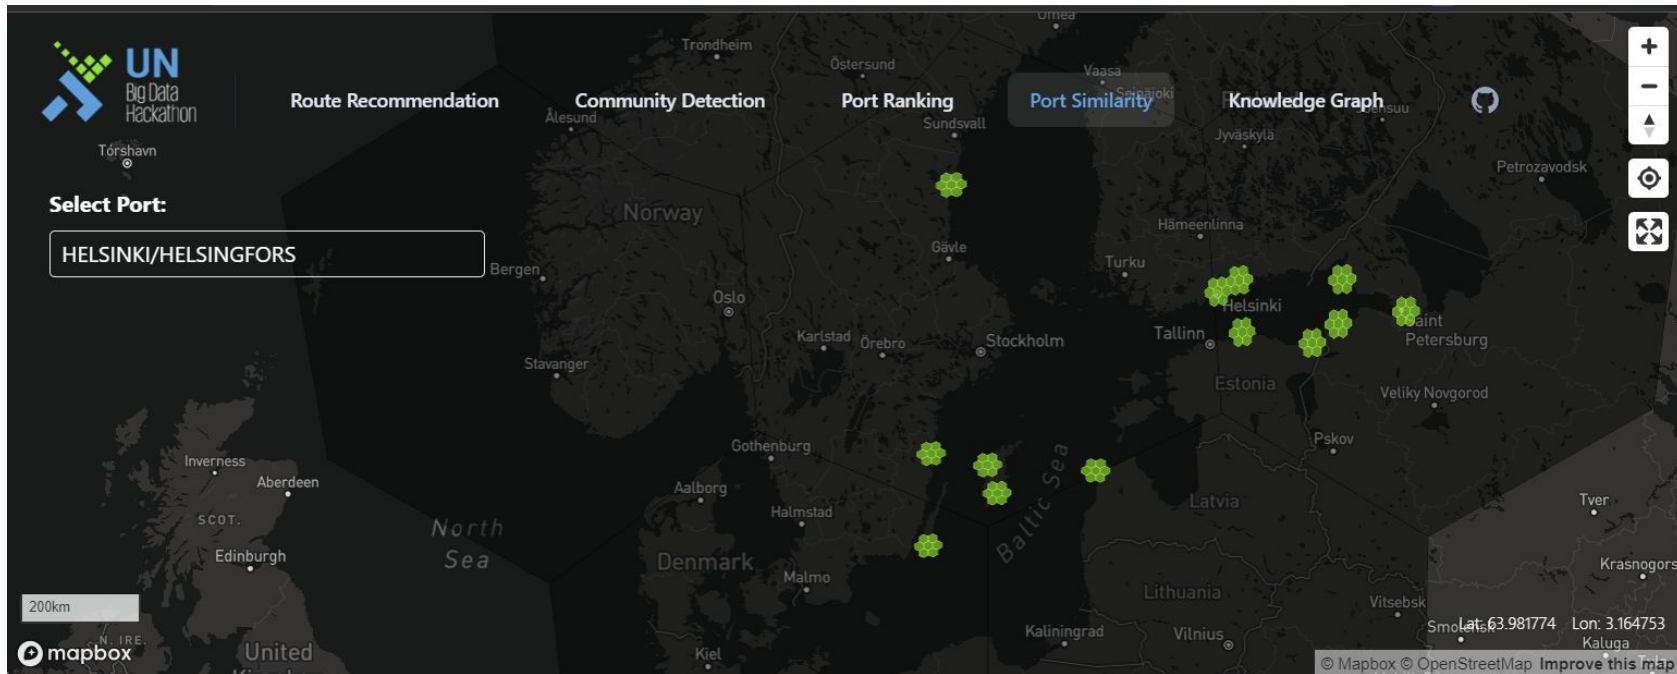 Umea
Trondheim
Östersund
Vaasa
UN
Big Data
Hackathon
Route Recommendation
Community Detection
Port Ranking
Port Similarity
Knowledge Graph
Seinäjoki
Ålesund
Sundsvall
Jyväskylä
Tórshavn
Petrozavodsk
Select Port:
HELSINKI/HELSINGFORS
Norway
Hämeenlinna
Gävle
Turku
Bergen
Oslo
Helsinki
Karlstad
Örebro
Stockholm
Tallinn
Saint
Petersburg
Stavanger
Estonia
Veliky Novgorod
Gothenburg
Pskov
Inverness
Aberdeen
Aalborg
Baltic Sea
Latvia
Tver
SCOT.
North
Sea
Halmstad
Edinburgh
Denmark
Malmo
Krasnogors
Lithuania
200km
Vitsebsk
Kaliningrad
Vilnius
Smolensk
Lat: 63.981774 Lon: 3.164753
Kaluga
N. IRE.
mapbox
United
Kiel
© Mapbox © OpenStreetMap Improve this map